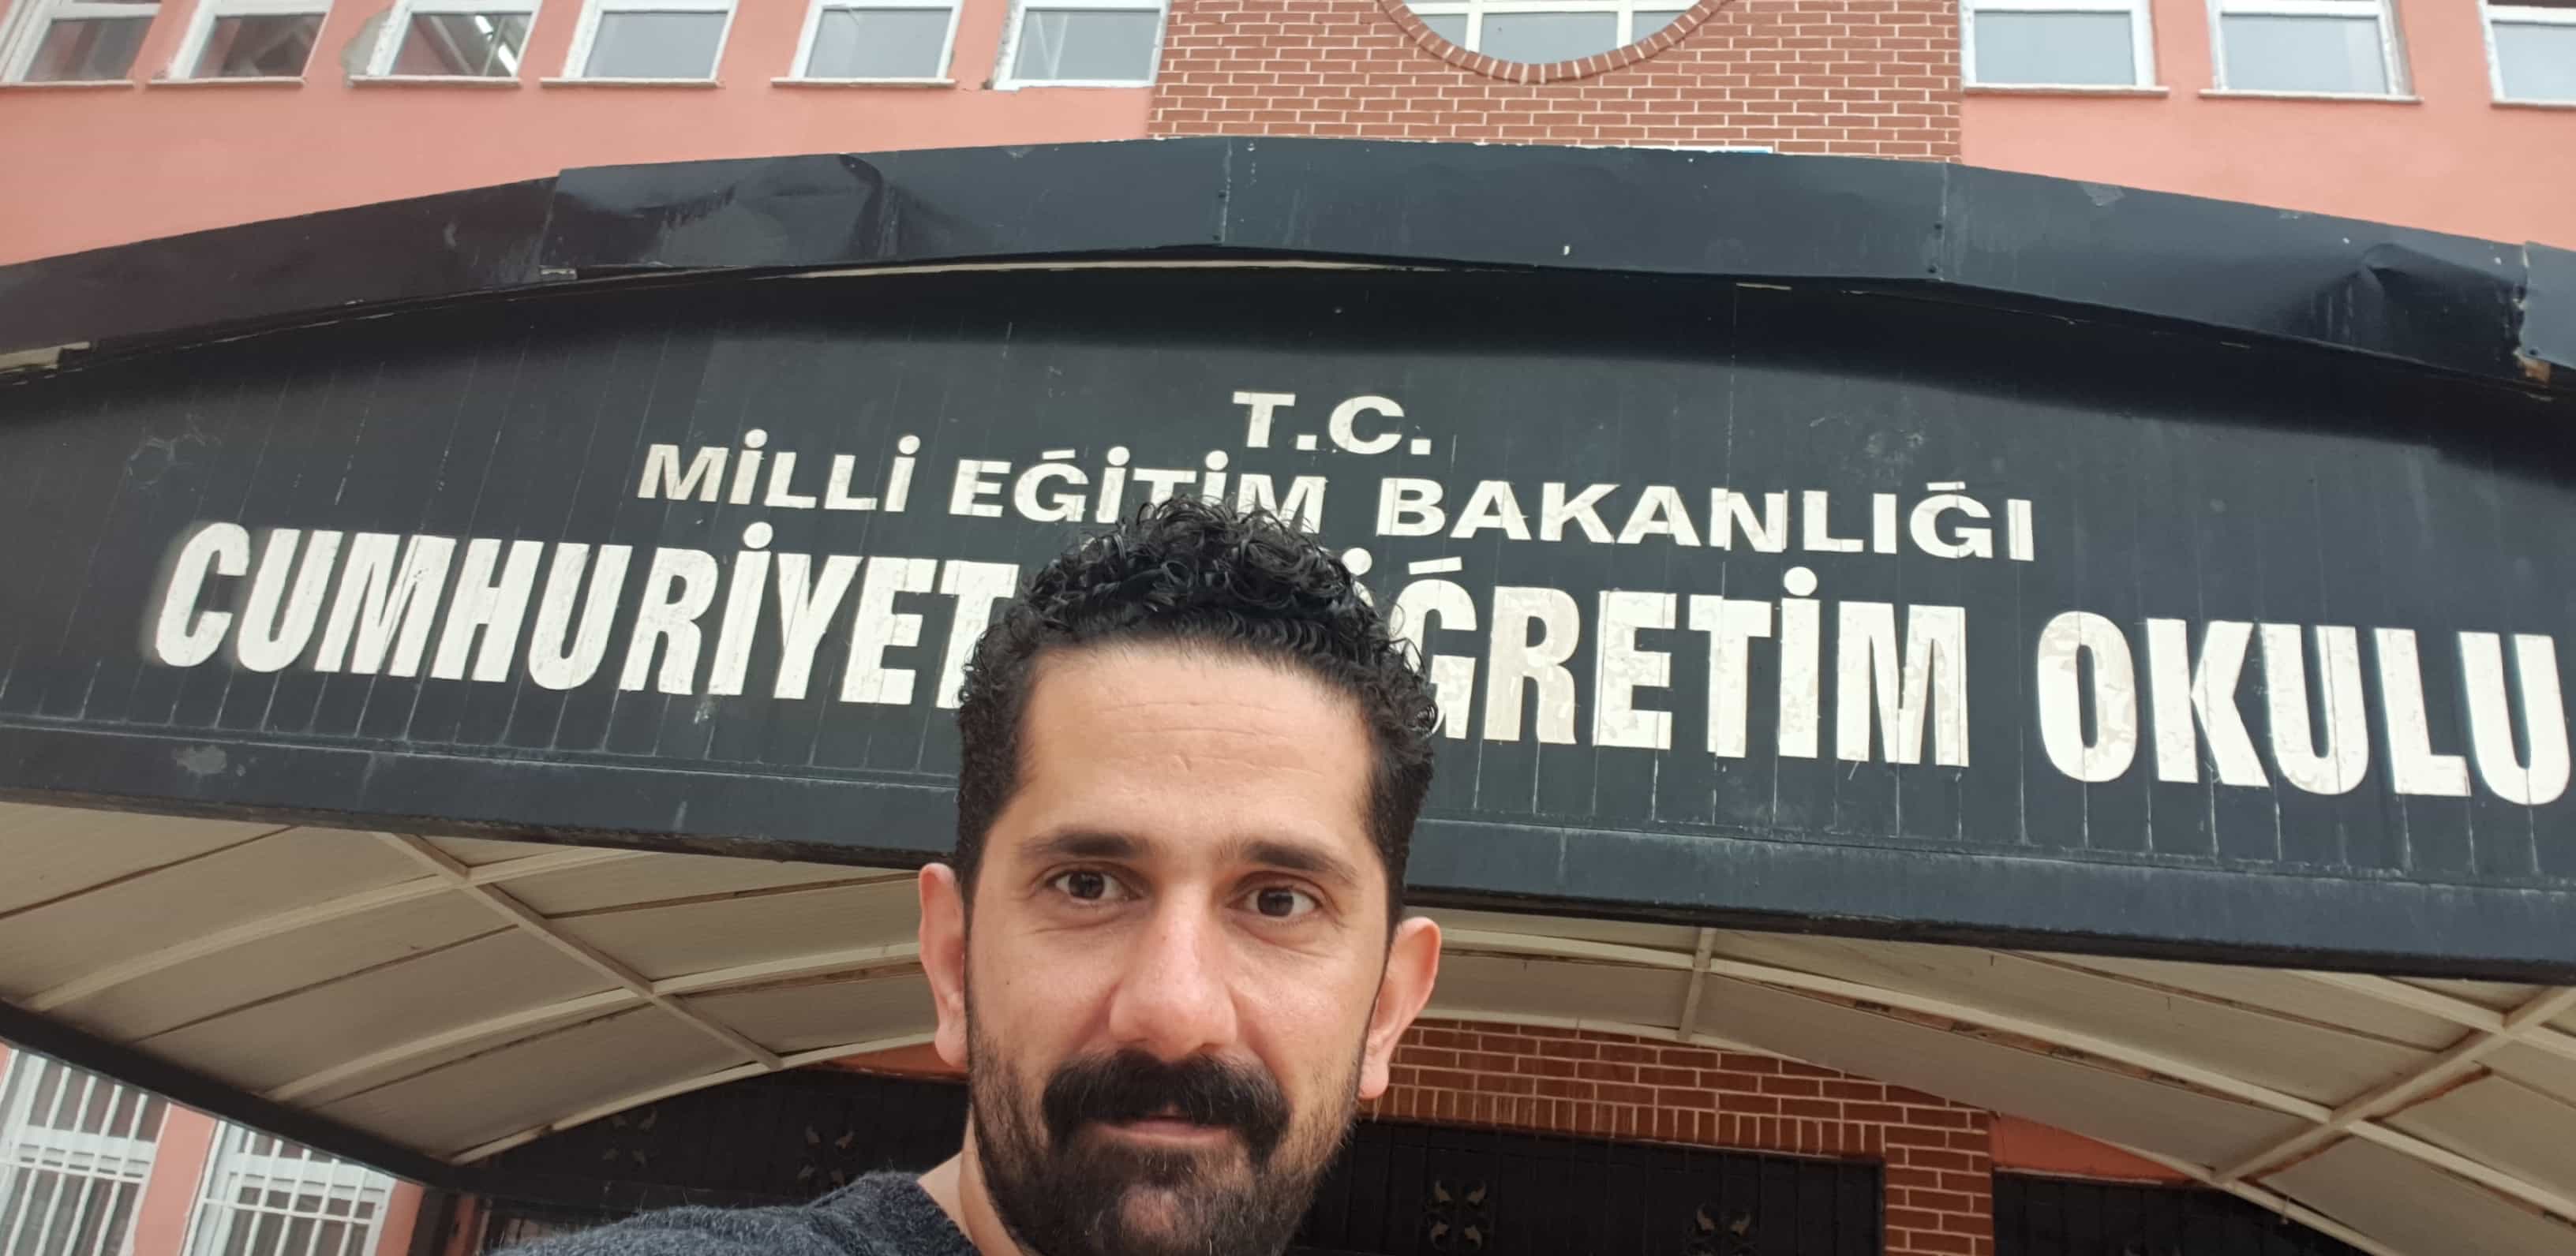 T.C.
MİLLİ EĞİTİM BAKANLIĞI
CUMHURİYET OKULU